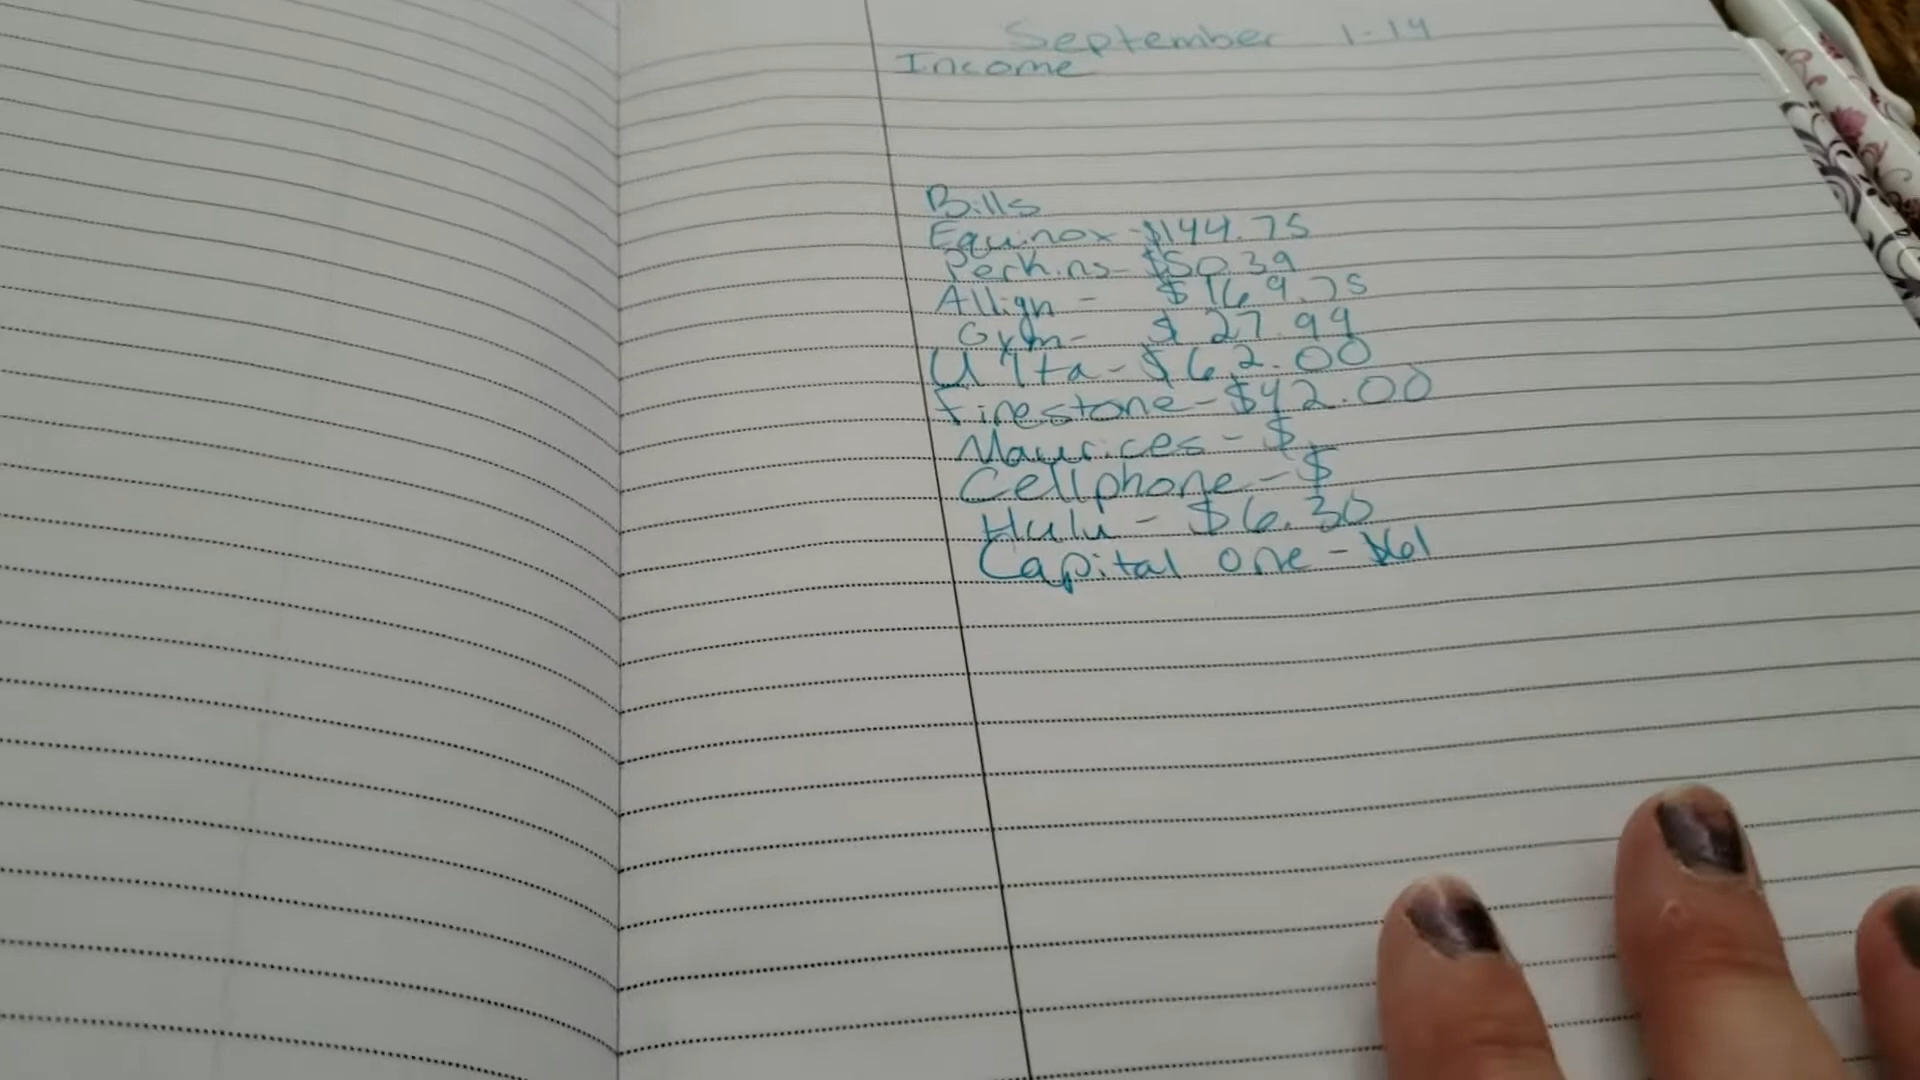 September 1-14
Income
Bills
Equinox - $144.75
Perkins - $50.39
Allign - $169.75
Gym - $27.99
Ulta - $62.00
Firestone - $42.00
Maurices - $
Cellphone - $
Hulu - $6.30
Capital One - $61